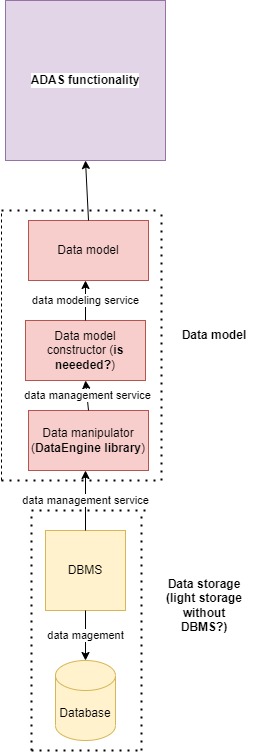 ADAS functionality
Data model
data modeling service
Data model
constructor (is
neeeded?)
Data model
data management service
Data manipulator
(DataEngine library)
data management service
DBMS
Data storage
(light storage
without
DBMS?)
data magement
Database